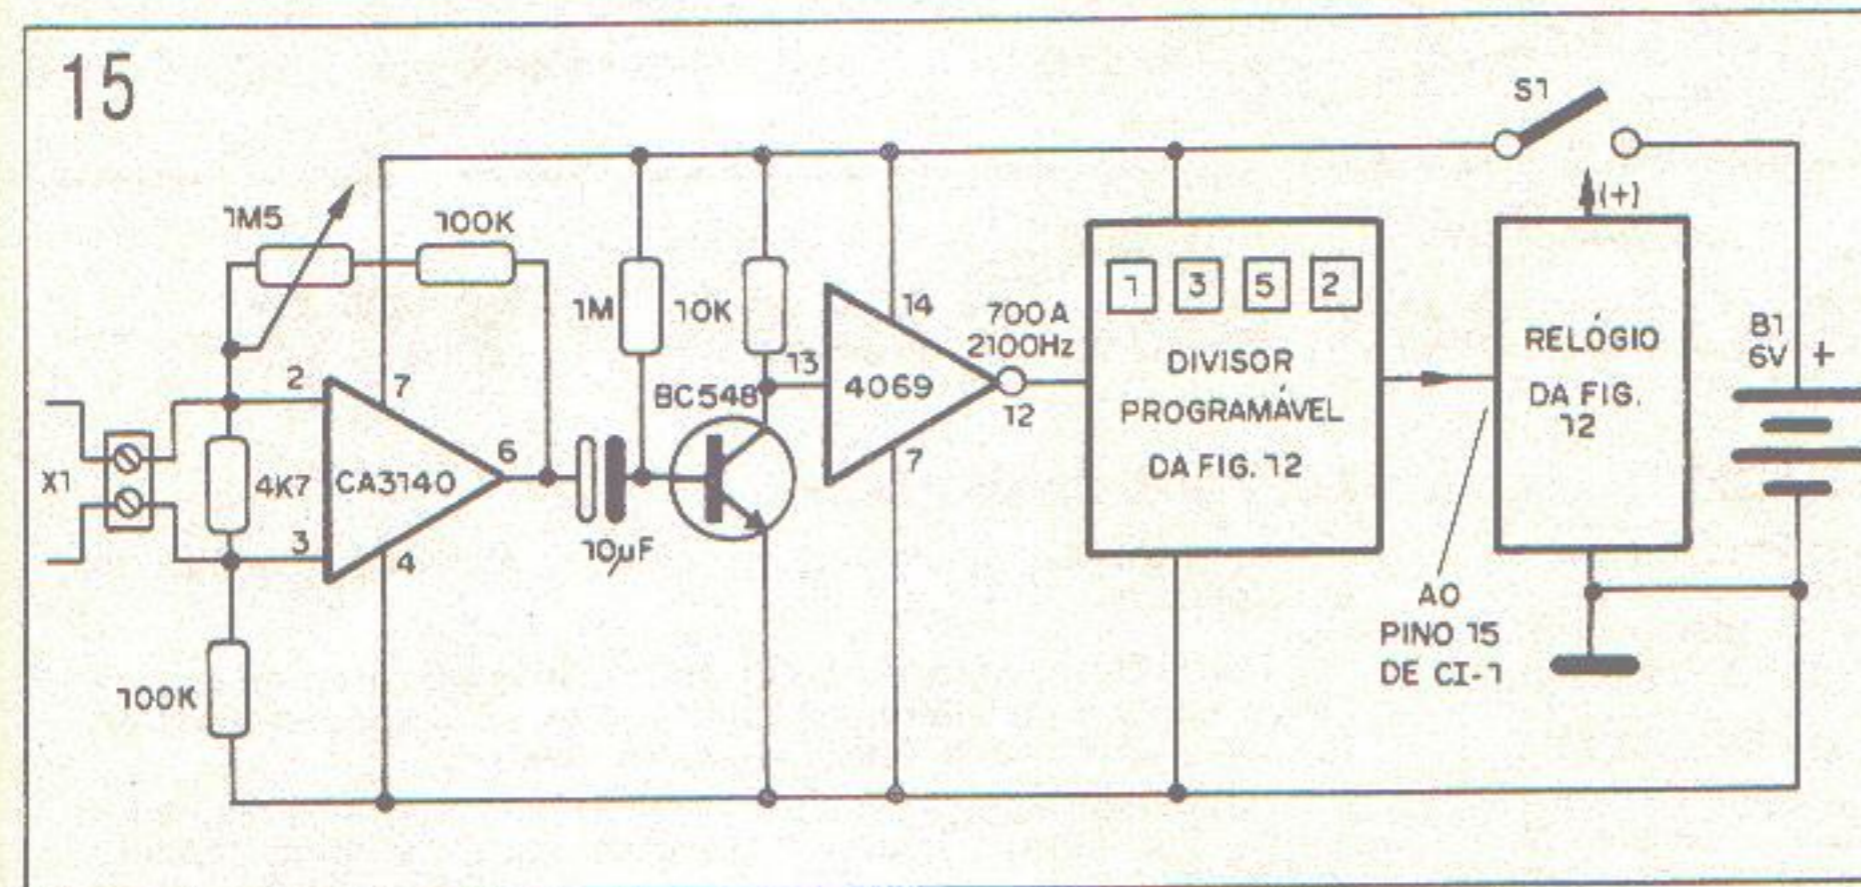 15
S1
(+)
1M5
100K
1M
10K
14
700 A
2100Hz
1 3 5 2
DIVISOR
PROGRAMÁVEL
DA FIG. 12
RELÓGIO
DA FIG.
12
B1
6V +
2
7
BC548
13
4069
12
X1
4K7
CA3140
6
7
3
4
10µF
AO
PINO 15
DE CI-1
100K